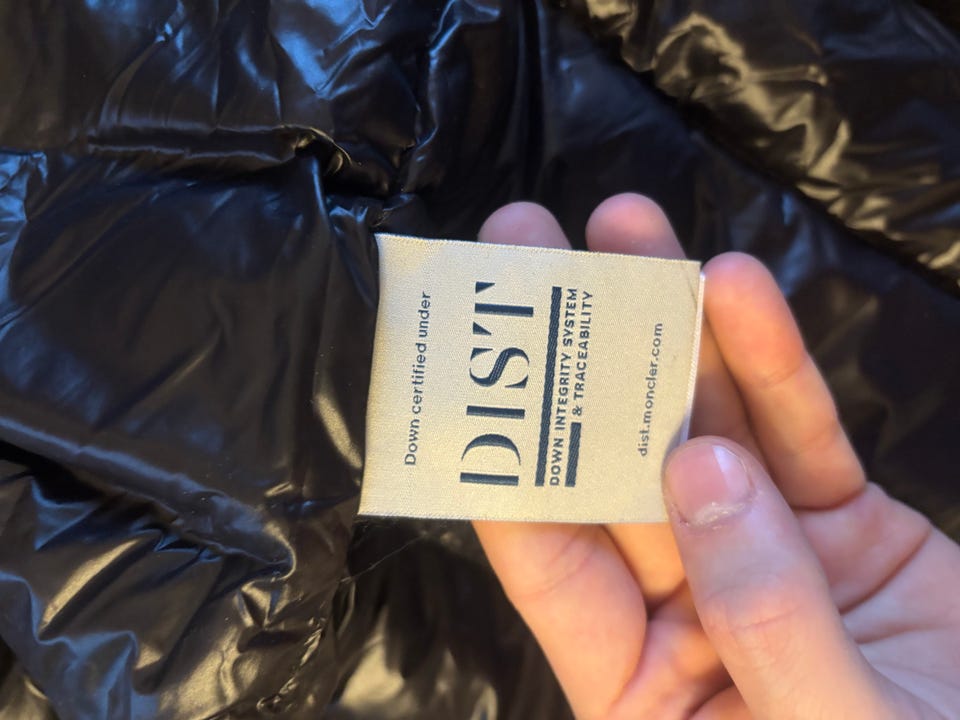 Down certified under
DIST
DOWN INTEGRITY SYSTEM
& TRACEABILITY
dist.moncler.com